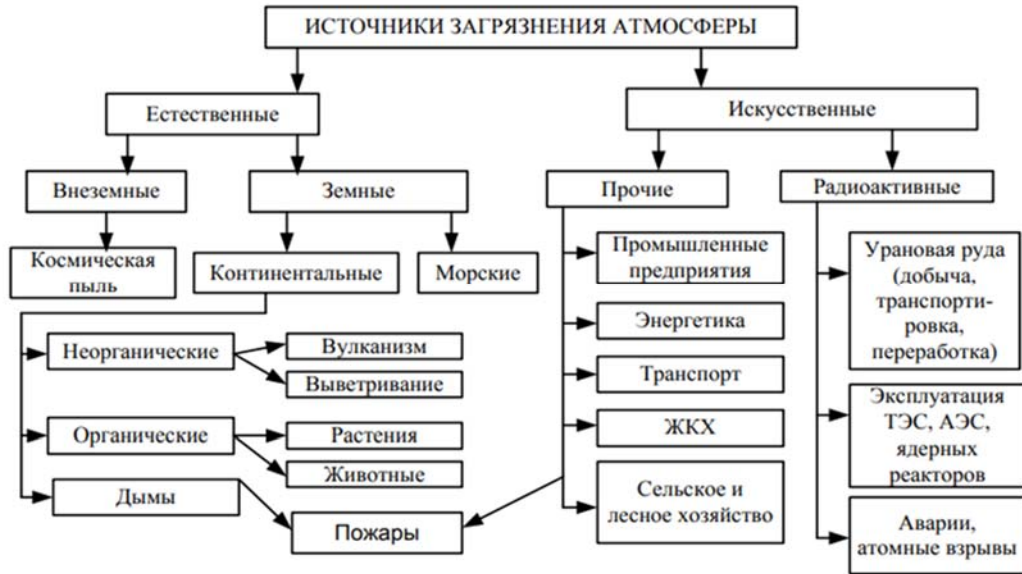 ИСТОЧНИКИ ЗАГРЯЗНЕНИЯ АТМОСФЕРЫ
Естественные
Искусственные
Внеземные
Земные
Прочие
Радиоактивные
Космическая
пыль
Континентальные
Морские
Неорганические
Вулканизм
Выветривание
Органические
Растения
Животные
Дымы
Пожары
Промышленные
предприятия
Энергетика
Транспорт
ЖКХ
Сельское и
лесное хозяйство
Урановая руда
(добыча,
транспорти-
ровка,
переработка)
Эксплуатация
ТЭС, АЭС,
ядерных
реакторов
Аварии,
атомные взрывы